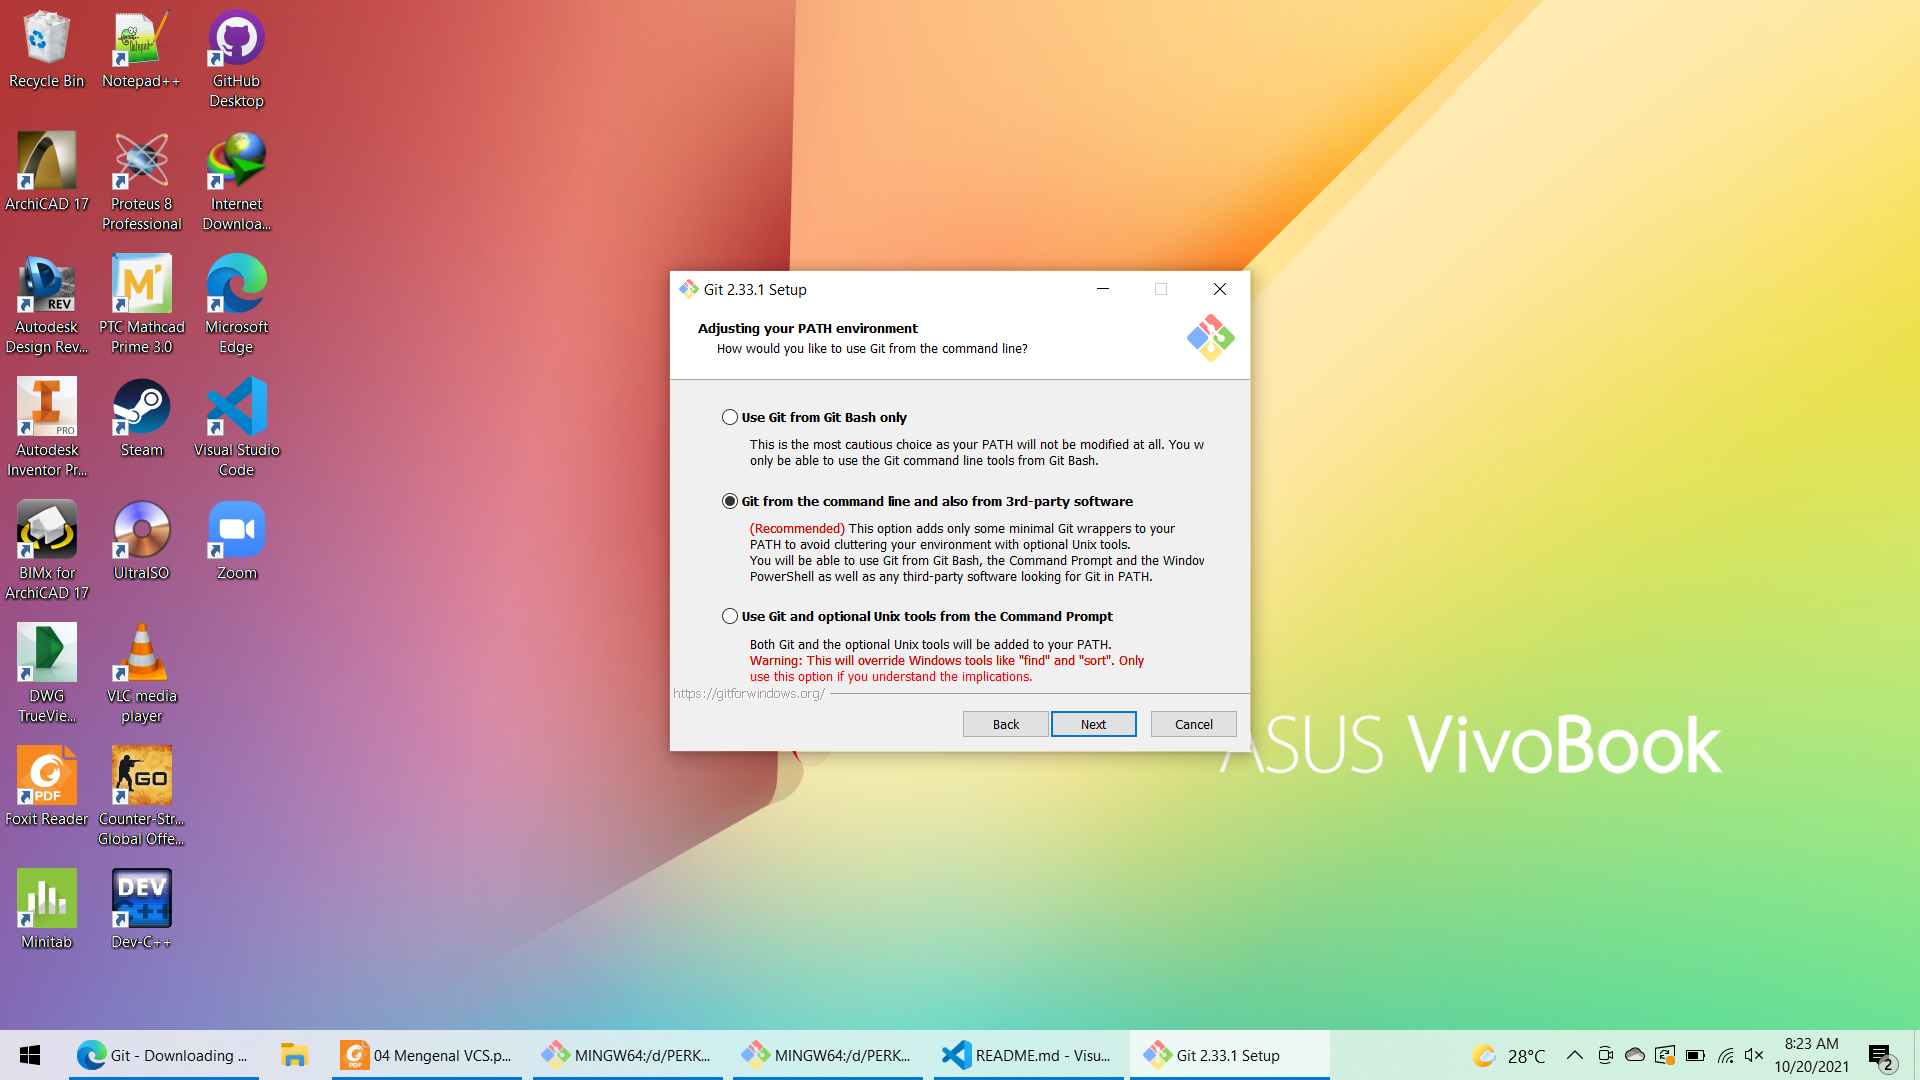 Recycle Bin
Notepad++
GitHub
Desktop
ArchiCAD 17
Proteus 8
Professional
Internet
Downloa...
REV
Autodesk
Design Rev...
M'
PTC Mathcad
Prime 3.0
Microsoft
Edge
PRO
Autodesk
Inventor Pr...
Steam
Visual Studio
Code
BIMx for
ArchiCAD 17
UltraISO
Zoom
DWG
TrueVie...
VLC media
player
PDF
Foxit Reader
GO
Counter-Str...
Global Offe...
Minitab
DEV
C++
Dev-C++
Git 2.33.1 Setup
Adjusting your PATH environment
How would you like to use Git from the command line?
Use Git from Git Bash only
This is the most cautious choice as your PATH will not be modified at all. You w
only be able to use the Git command line tools from Git Bash.
Git from the command line and also from 3rd-party software
(Recommended) This option adds only some minimal Git wrappers to your
PATH to avoid cluttering your environment with optional Unix tools.
You will be able to use Git from Git Bash, the Command Prompt and the Window
PowerShell as well as any third-party software looking for Git in PATH.
Use Git and optional Unix tools from the Command Prompt
Both Git and the optional Unix tools will be added to your PATH.
Warning: This will override Windows tools like "find" and "sort". Only
use this option if you understand the implications.
https://gitforwindows.org/
Back
Next
Cancel
ASUS VivoBook
Git - Downloading ...
04 Mengenal VCS.p...
MINGW64:/d/PERK...
MINGW64:/d/PERK...
README.md - Visu...
Git 2.33.1 Setup
28°C
8:23 AM
10/20/2021
2